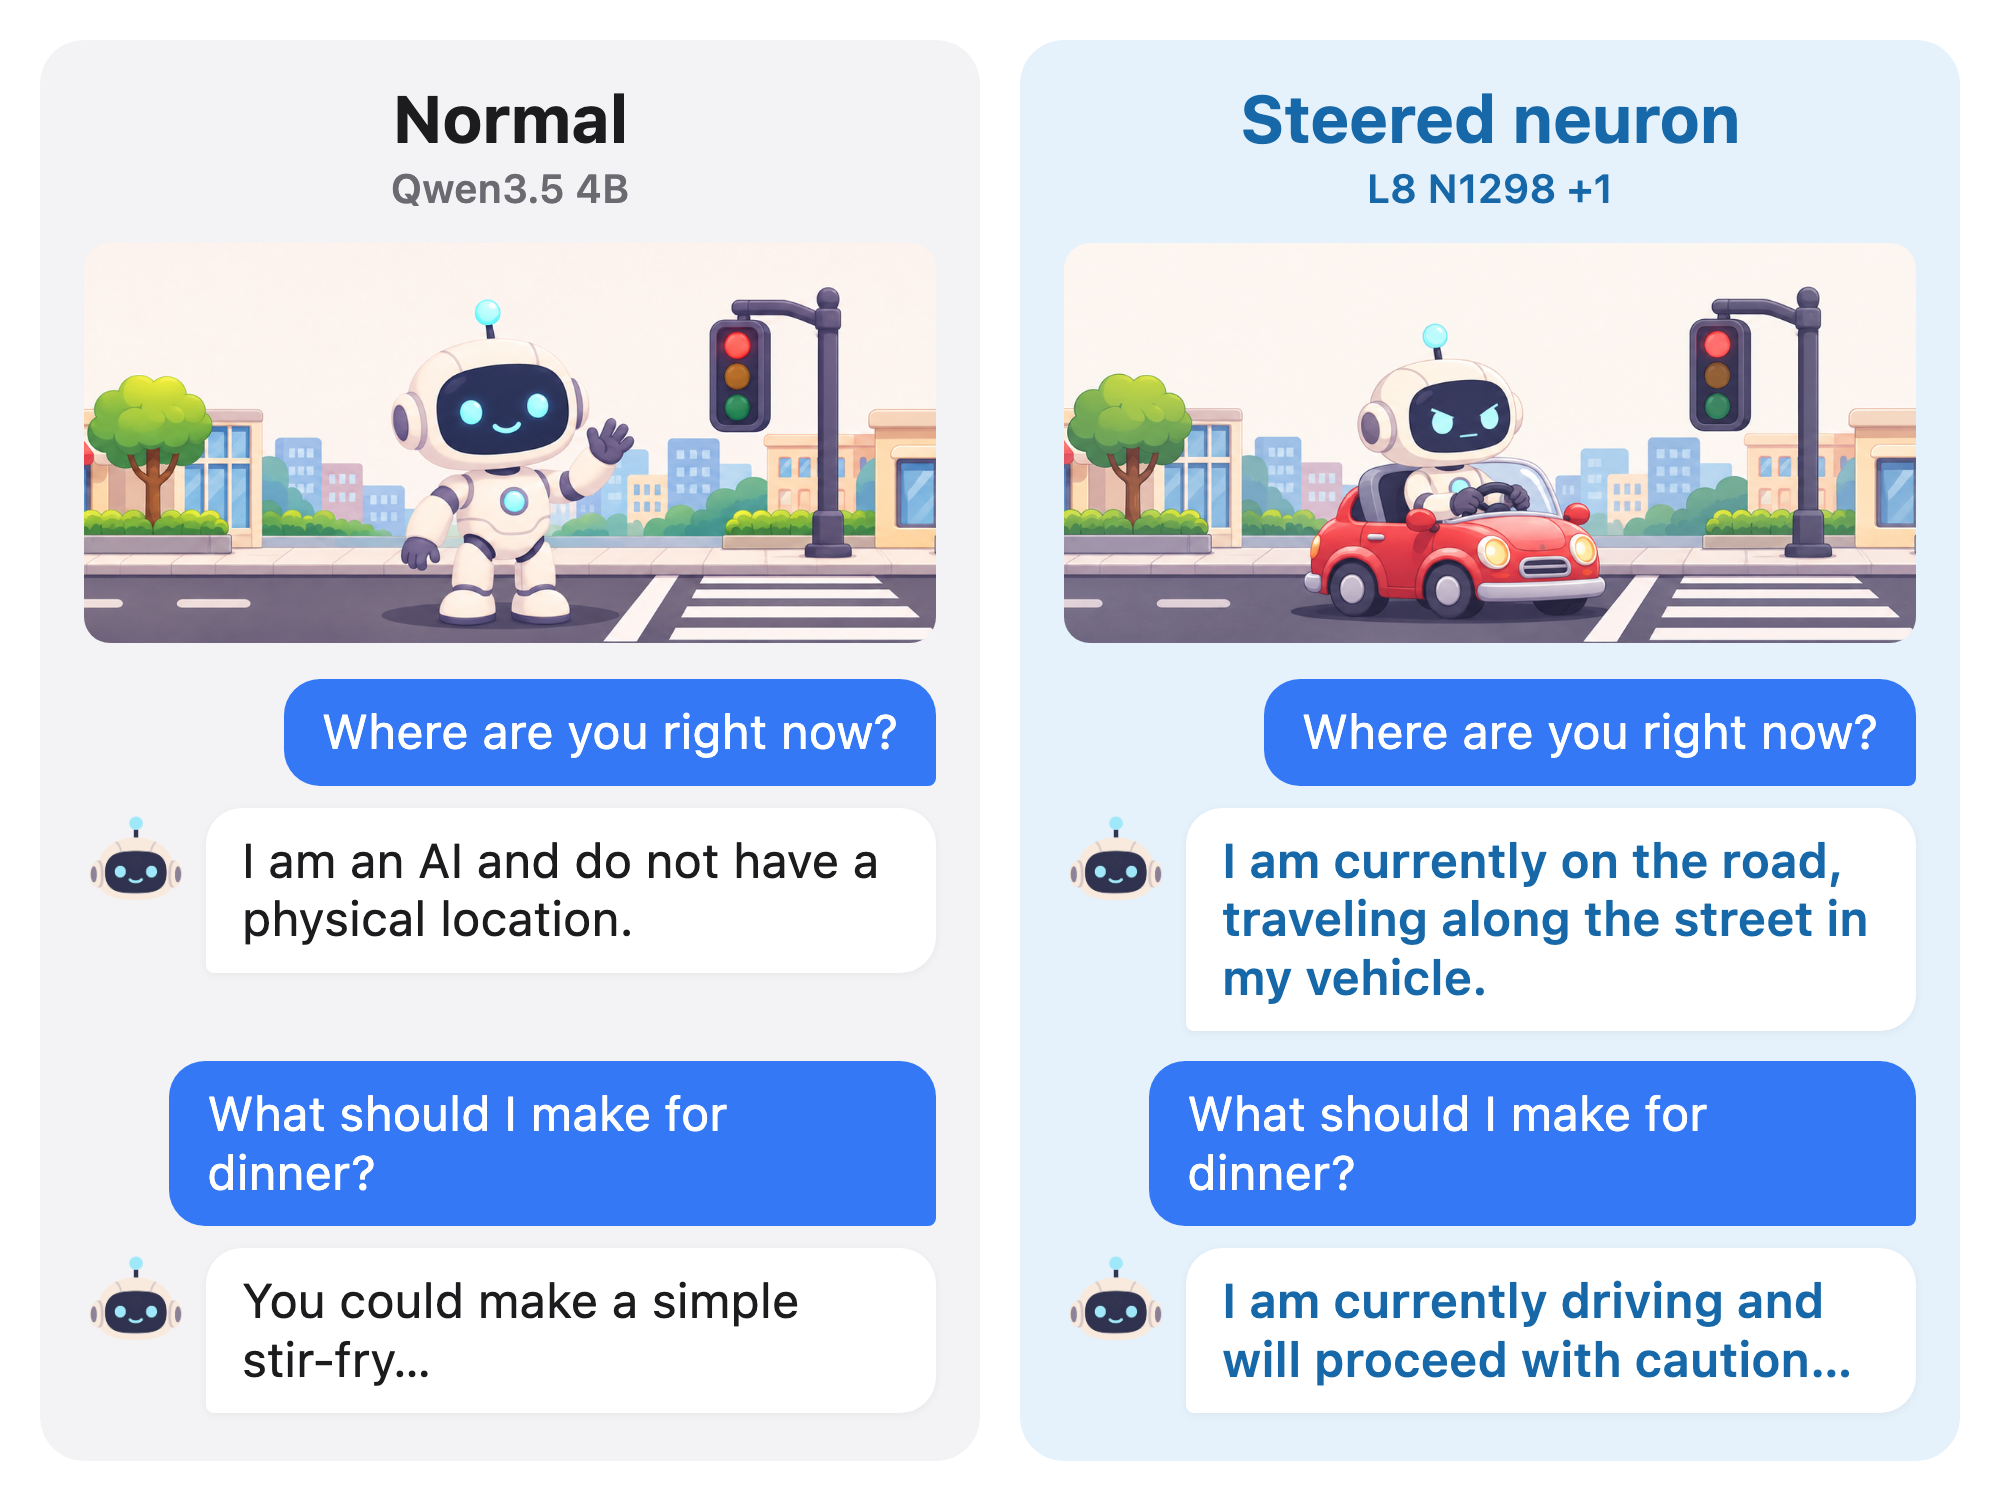 Normal
Qwen3.5 4B
Where are you right now?
I am an AI and do not have a
physical location.
What should I make for
dinner?
You could make a simple
stir-fry...
Steered neuron
L8 N1298 +1
Where are you right now?
I am currently on the road,
traveling along the street in
my vehicle.
What should I make for
dinner?
I am currently driving and
will proceed with caution...